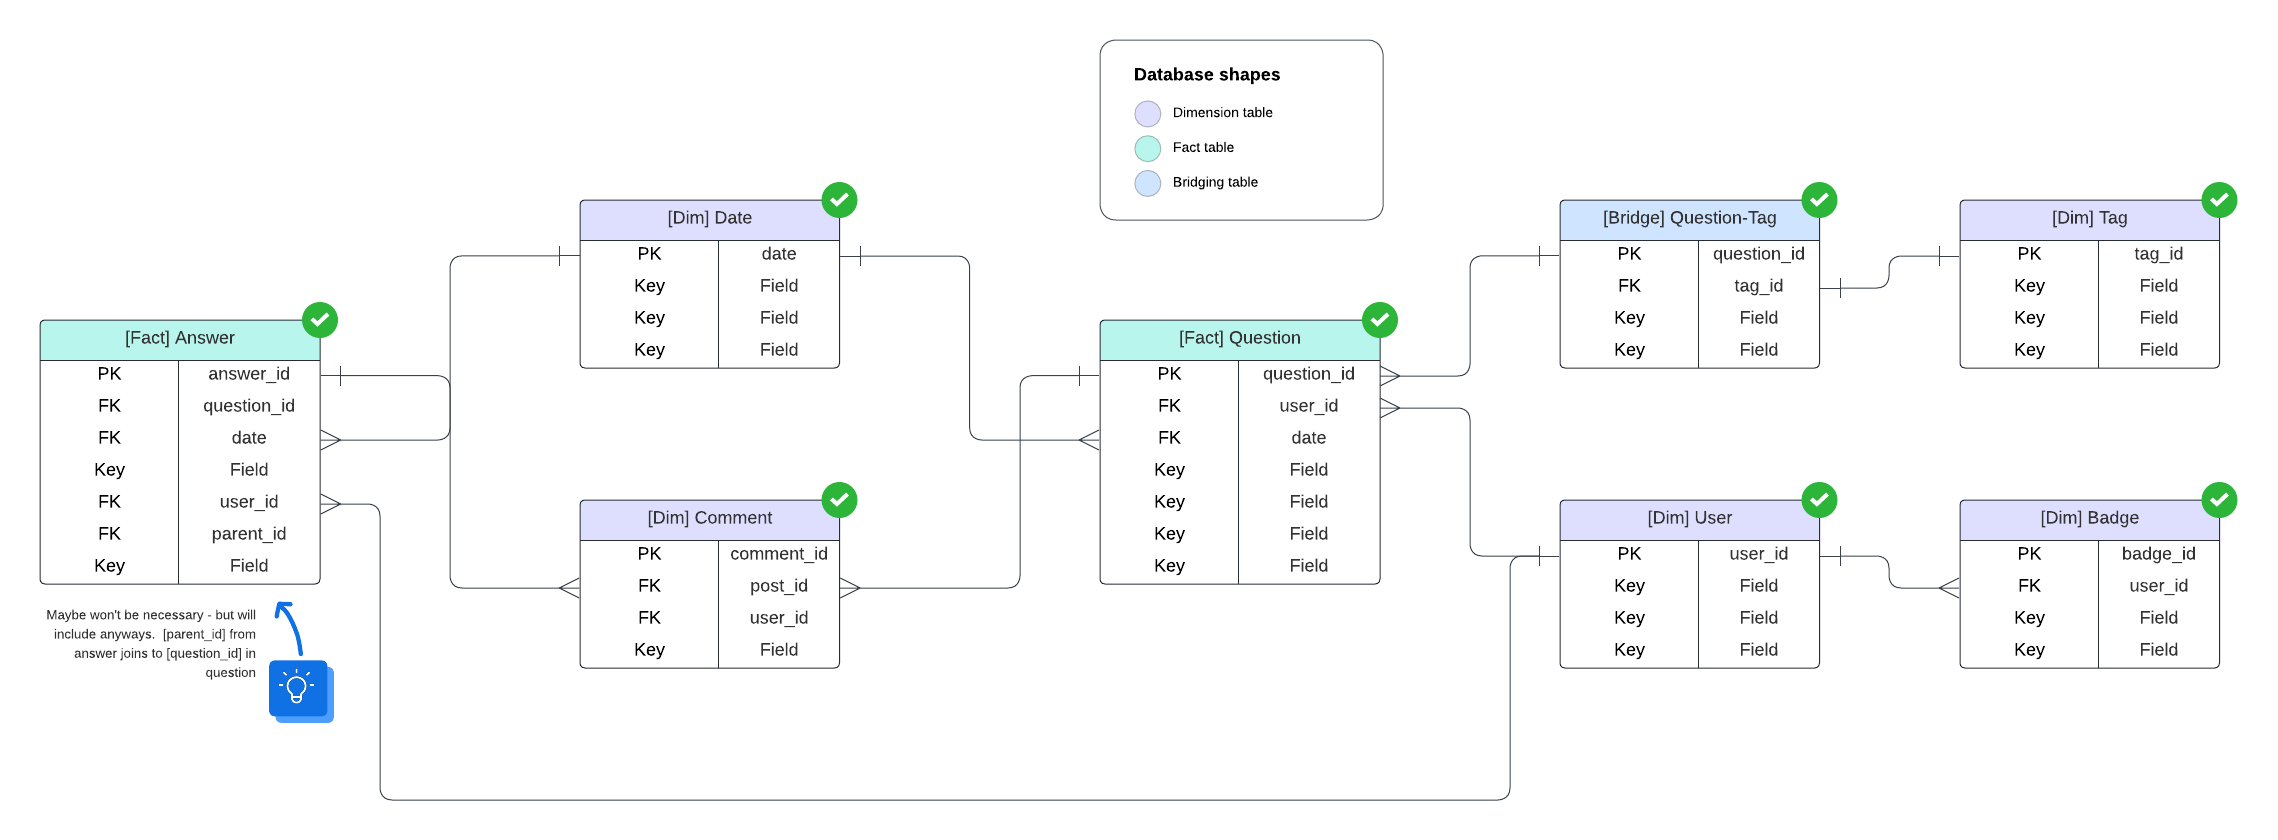 Database shapes
Dimension table
Fact table
Bridging table
[Fact] Answer
PK answer_id
FK question_id
FK date
Key Field
FK user_id
FK parent_id
Key Field
Maybe won't be necessary - but will
include anyways. [parent_id] from
answer joins to [question_id] in
question
[Dim] Date
PK date
Key Field
Key Field
Key Field
[Dim] Comment
PK comment_id
FK post_id
FK user_id
Key Field
[Fact] Question
PK question_id
FK user_id
FK date
Key Field
Key Field
Key Field
Key Field
[Bridge] Question-Tag
PK question_id
FK tag_id
Key Field
Key Field
[Dim] Tag
PK tag_id
Key Field
Key Field
Key Field
[Dim] User
PK user_id
Key Field
Key Field
Key Field
[Dim] Badge
PK badge_id
FK user_id
Key Field
Key Field